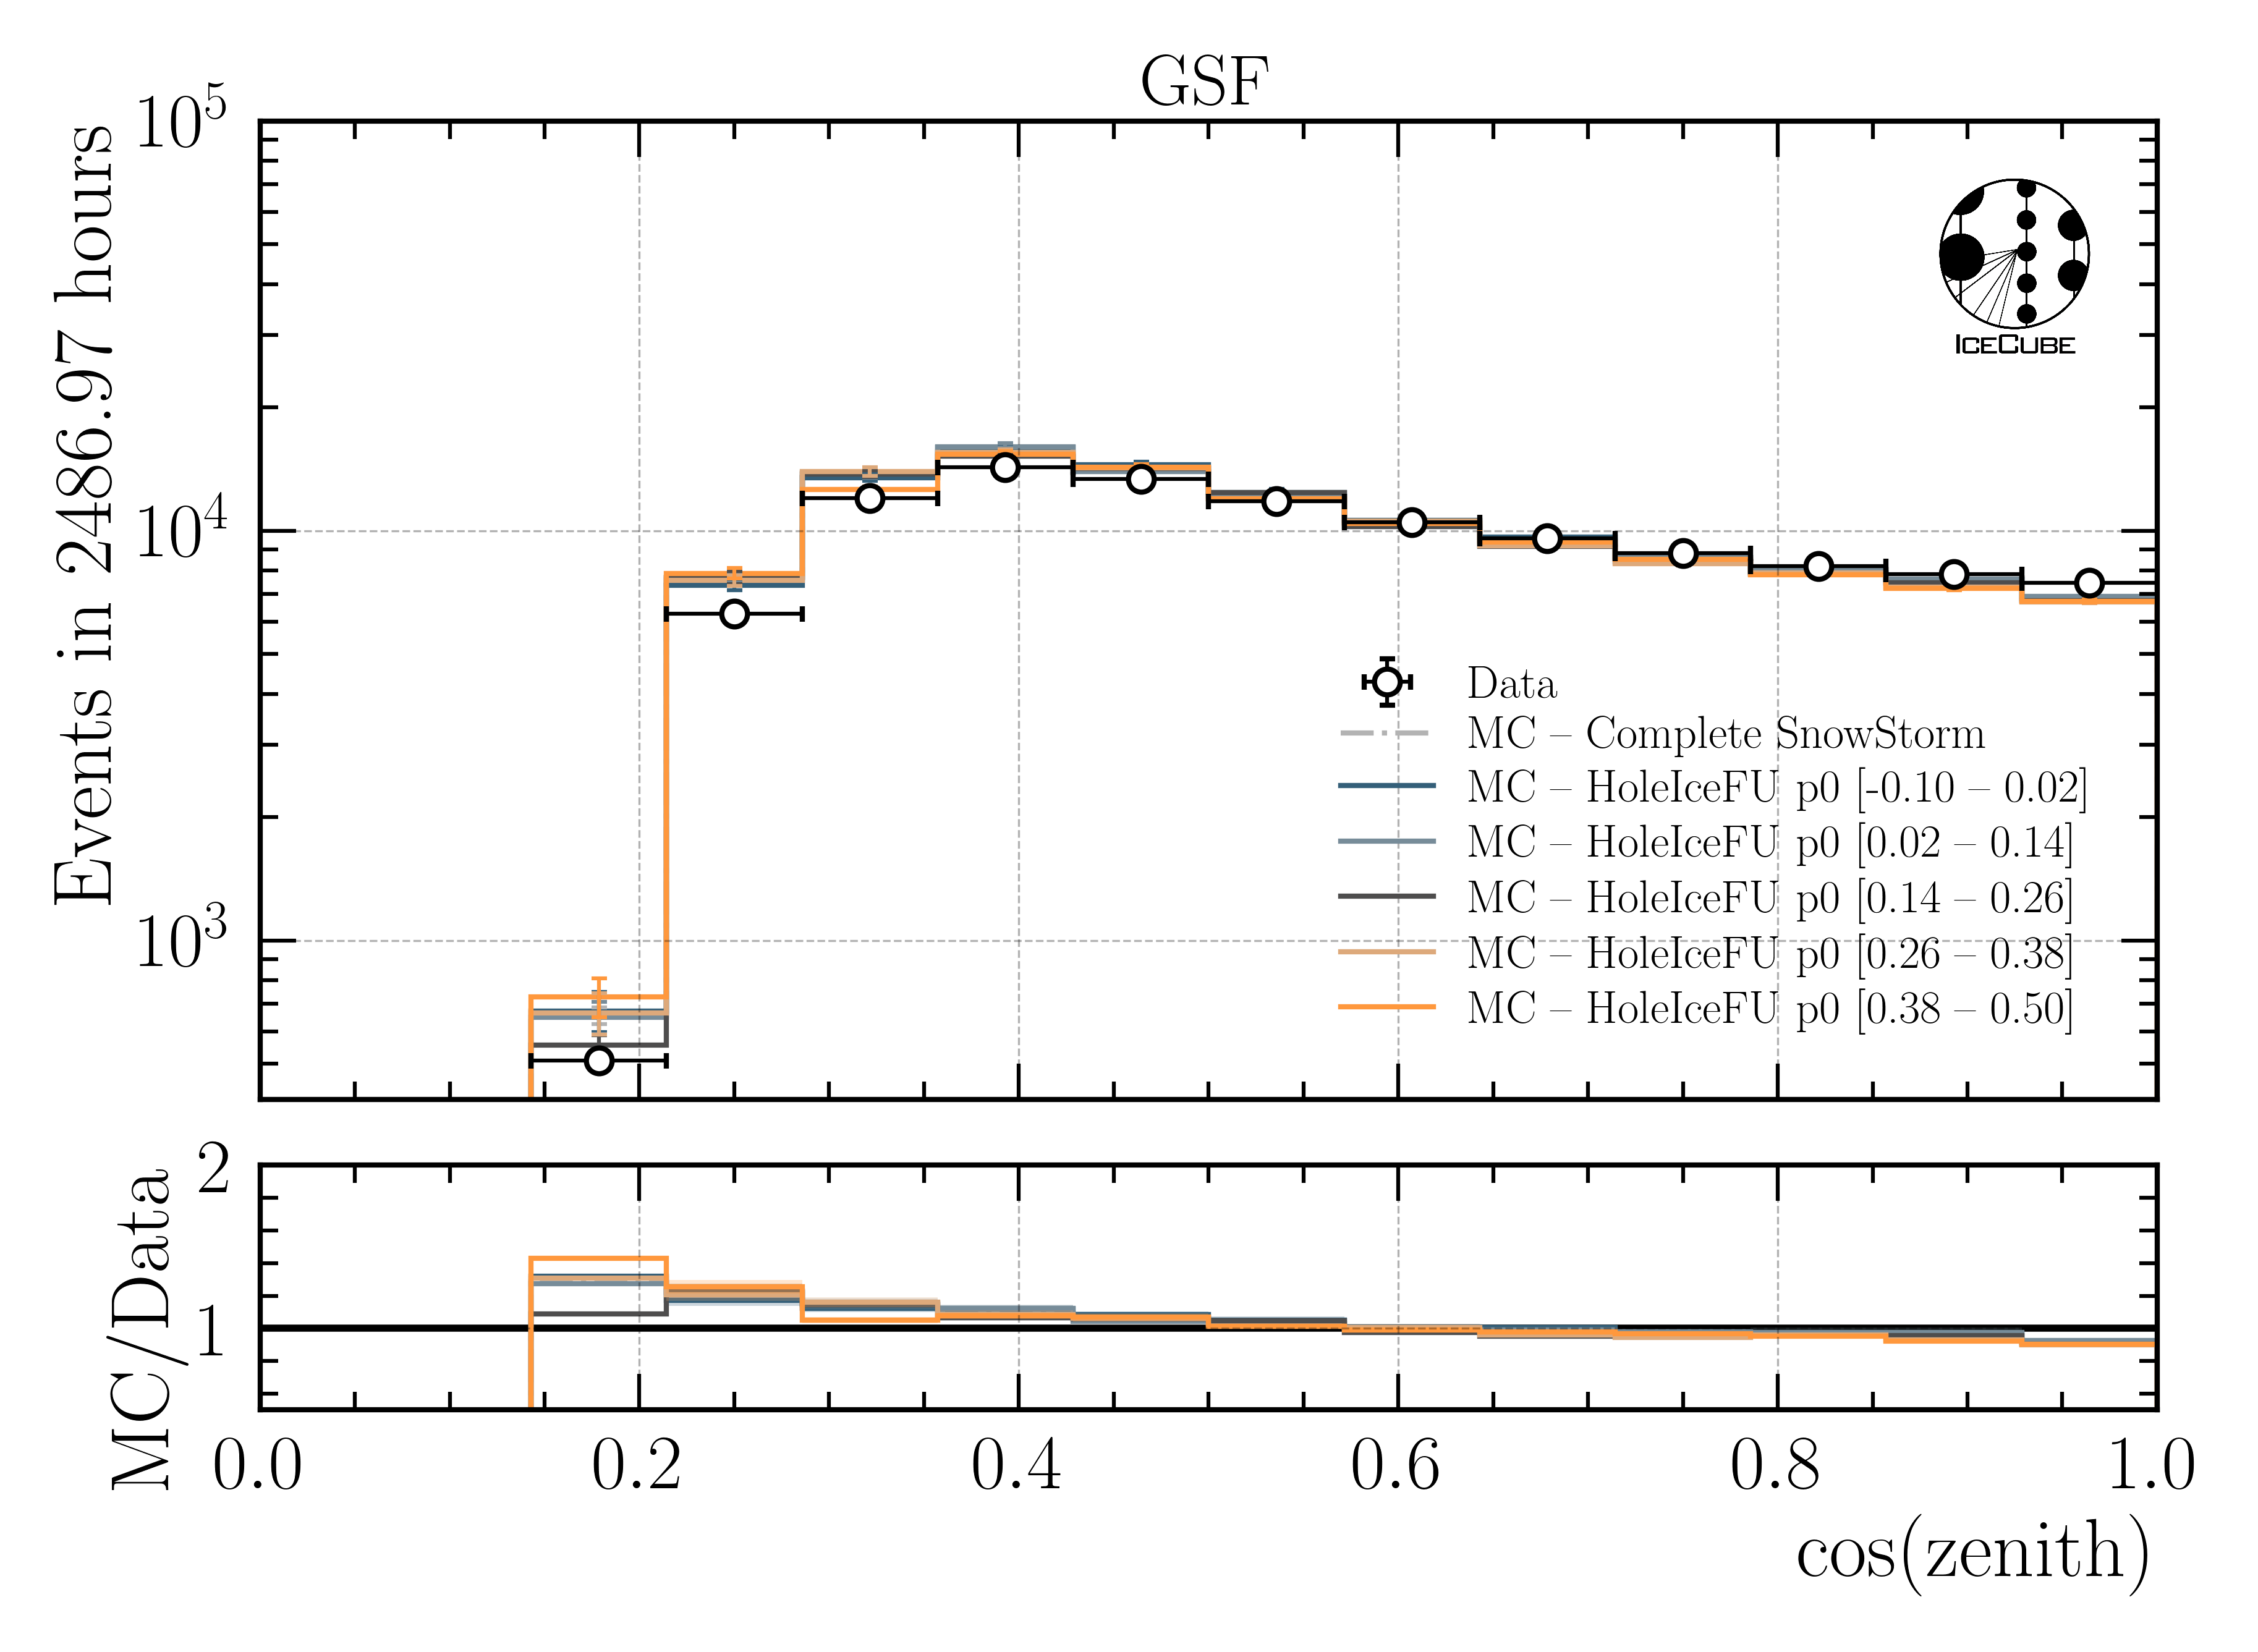 GSF
Events in 2486.97 hours
10^5
10^4
10^3
ICECUBE
Data
MC – Complete SnowStorm
MC – HoleIceFU p0 [-0.10 – 0.02]
MC – HoleIceFU p0 [0.02 – 0.14]
MC – HoleIceFU p0 [0.14 – 0.26]
MC – HoleIceFU p0 [0.26 – 0.38]
MC – HoleIceFU p0 [0.38 – 0.50]
MC/Data
2
1
0.0 0.2 0.4 0.6 0.8 1.0
cos(zenith)